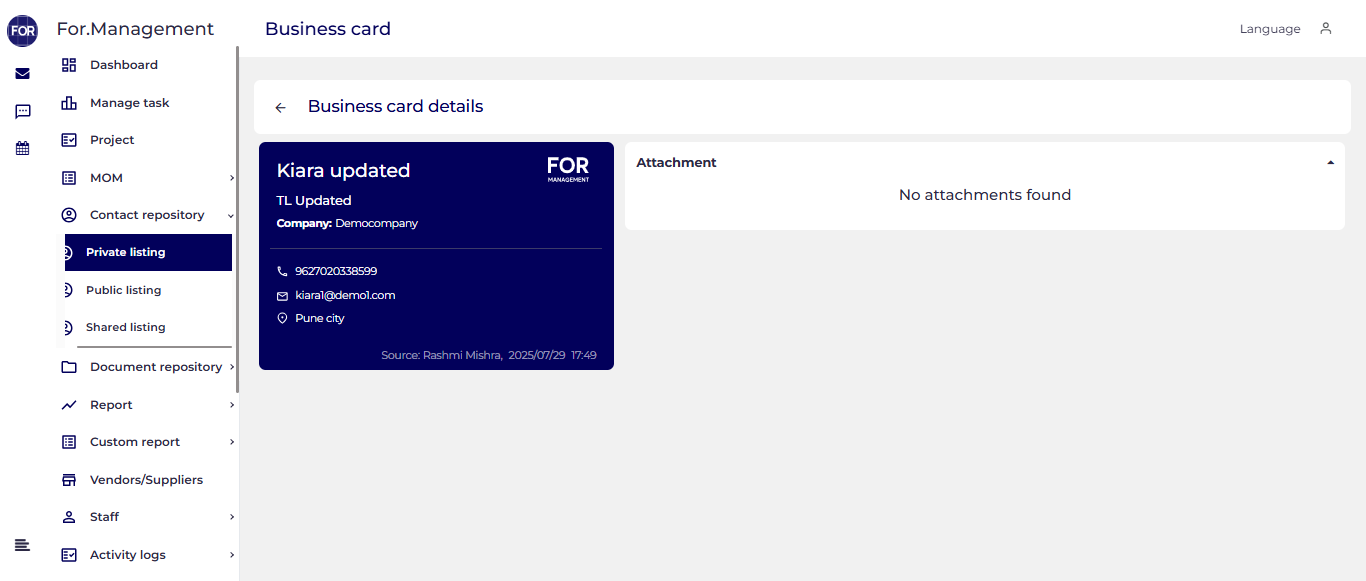 FOR
For.Management
Business card
Language
Dashboard
Manage task
Project
MOM
Contact repository
Private listing
Public listing
Shared listing
Document repository
Report
Custom report
Vendors/Suppliers
Staff
Activity logs
Business card details
Kiara updated
FOR
MANAGEMENT
TL Updated
Company: Democompany
9627020338599
kiara1@demo1.com
Pune city
Source: Rashmi Mishra, 2025/07/29 17:49
Attachment
No attachments found